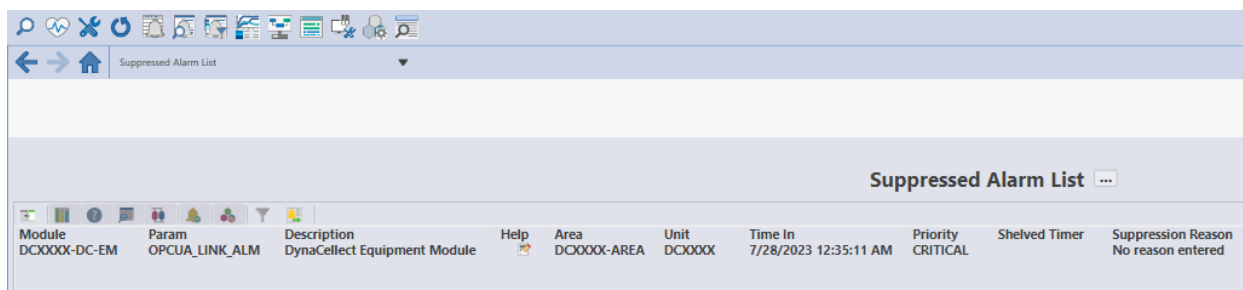 Suppressed Alarm List
Suppressed Alarm List ...
Module Param Description Help Area Unit Time In Priority Shelved Timer Suppression Reason
DCXXXX-DC-EM OPCUA_LINK_ALM DynaCellect Equipment Module DCXXXX-AREA DCXXXX 7/28/2023 12:35:11 AM CRITICAL No reason entered